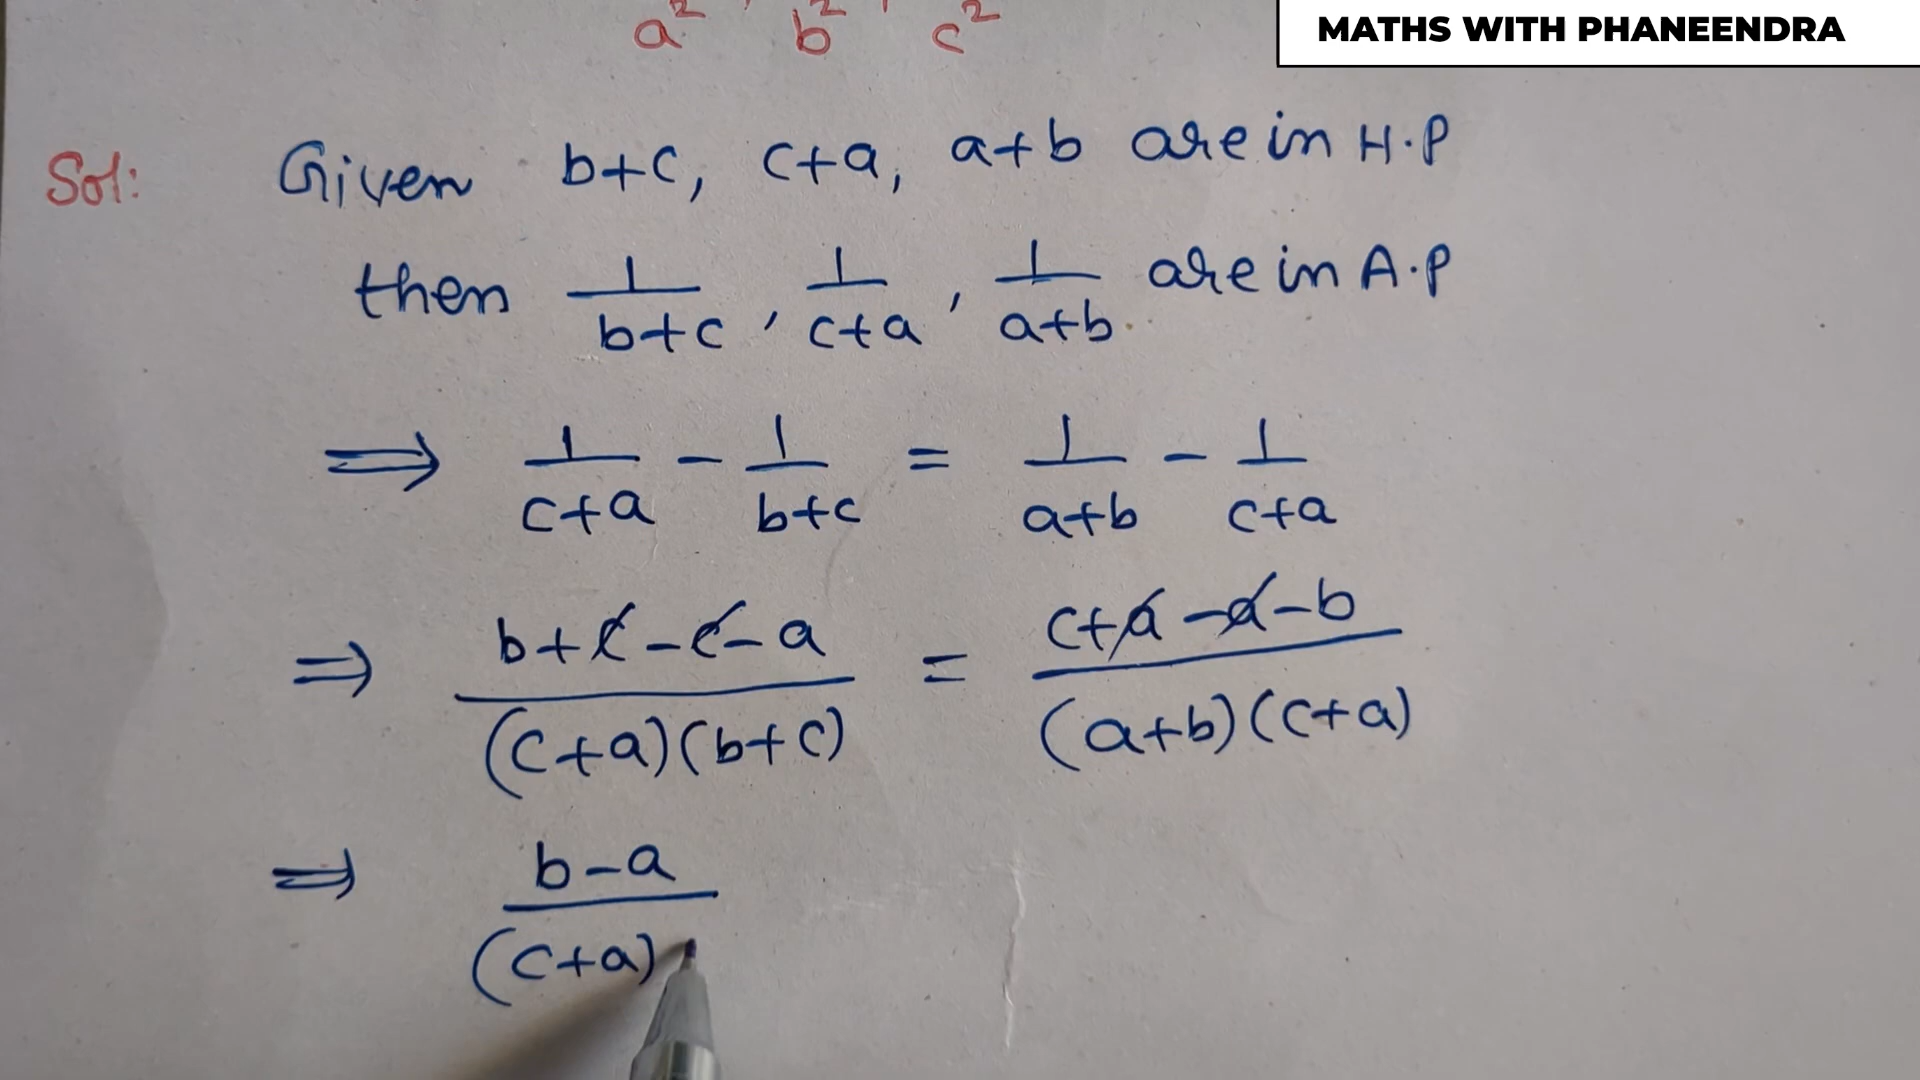 a², b², c²
MATHS WITH PHANEENDRA
Sol: Given b+c, c+a, a+b are in H.P
then 1/(b+c), 1/(c+a), 1/(a+b) are in A.P
⟹ 1/(c+a) - 1/(b+c) = 1/(a+b) - 1/(c+a)
⟹ (b+c-c-a)/((c+a)(b+c)) = (c+a-a-b)/((a+b)(c+a))
⟹ (b-a)/((c+a)